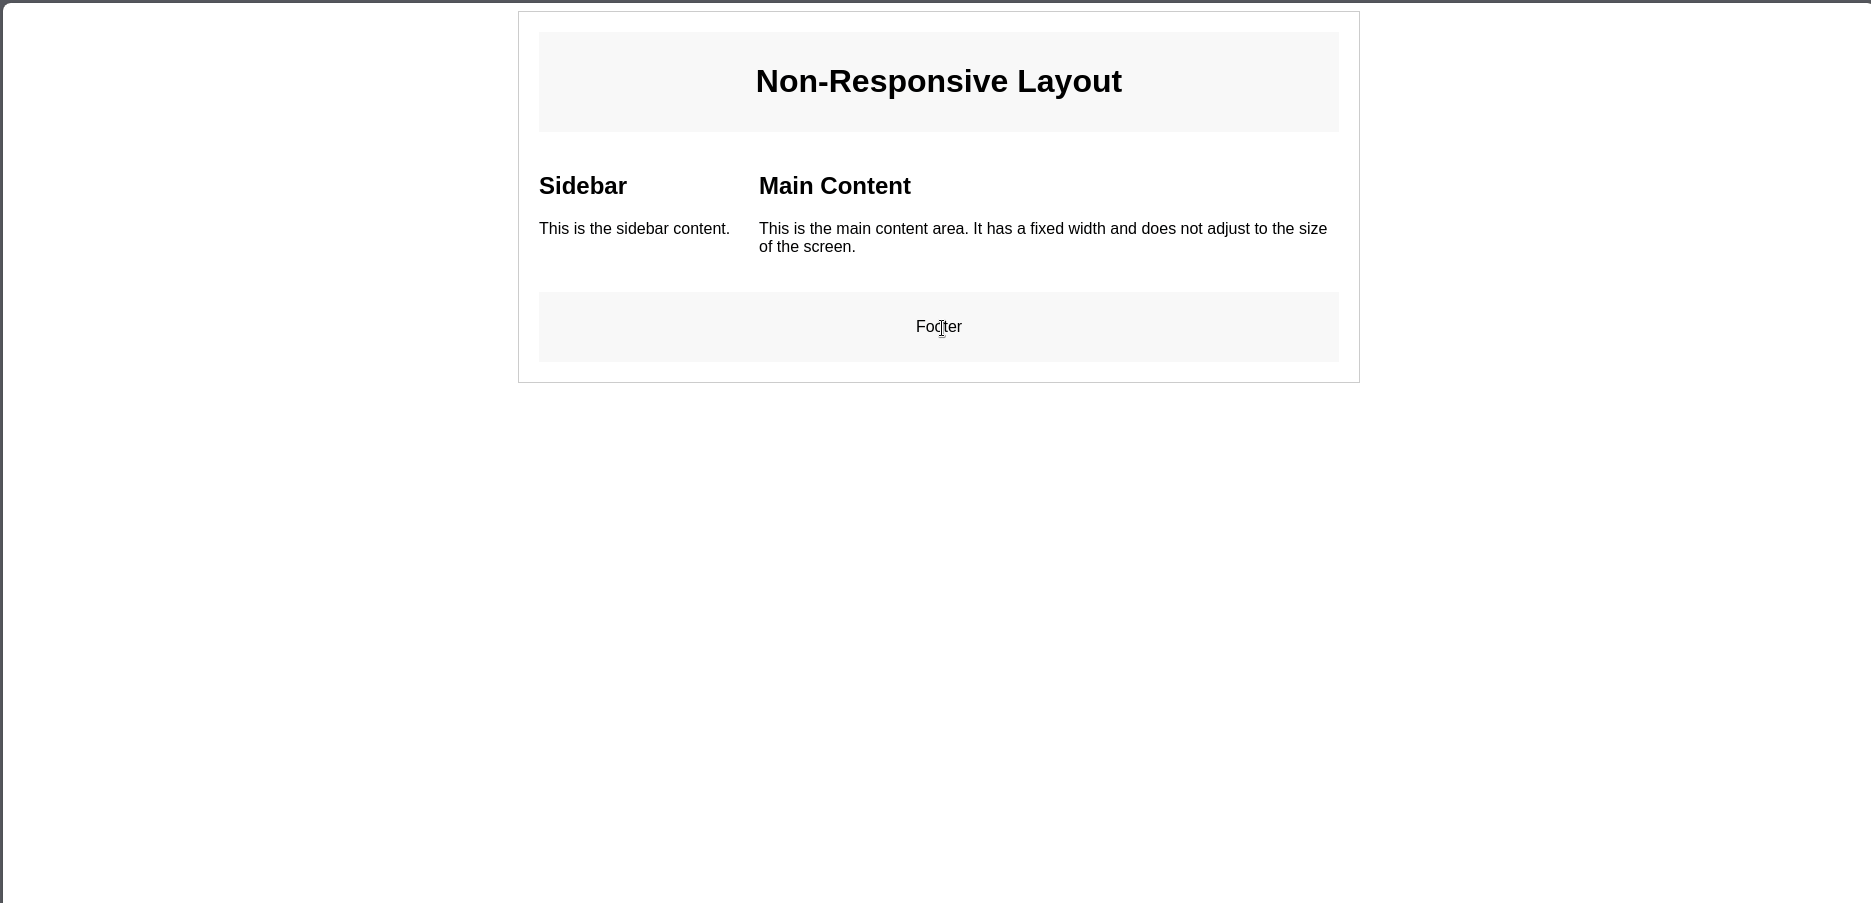 Non-Responsive Layout
Sidebar
This is the sidebar content.
Main Content
This is the main content area. It has a fixed width and does not adjust to the size
of the screen.
Footer